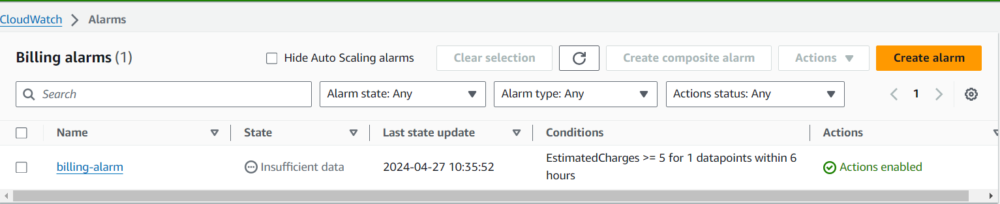 CloudWatch > Alarms
Billing alarms (1) Hide Auto Scaling alarms Clear selection Create composite alarm Actions Create alarm
Search Alarm state: Any Alarm type: Any Actions status: Any 1
Name State Last state update Conditions Actions
billing-alarm Insufficient data 2024-04-27 10:35:52 EstimatedCharges >= 5 for 1 datapoints within 6
hours Actions enabled